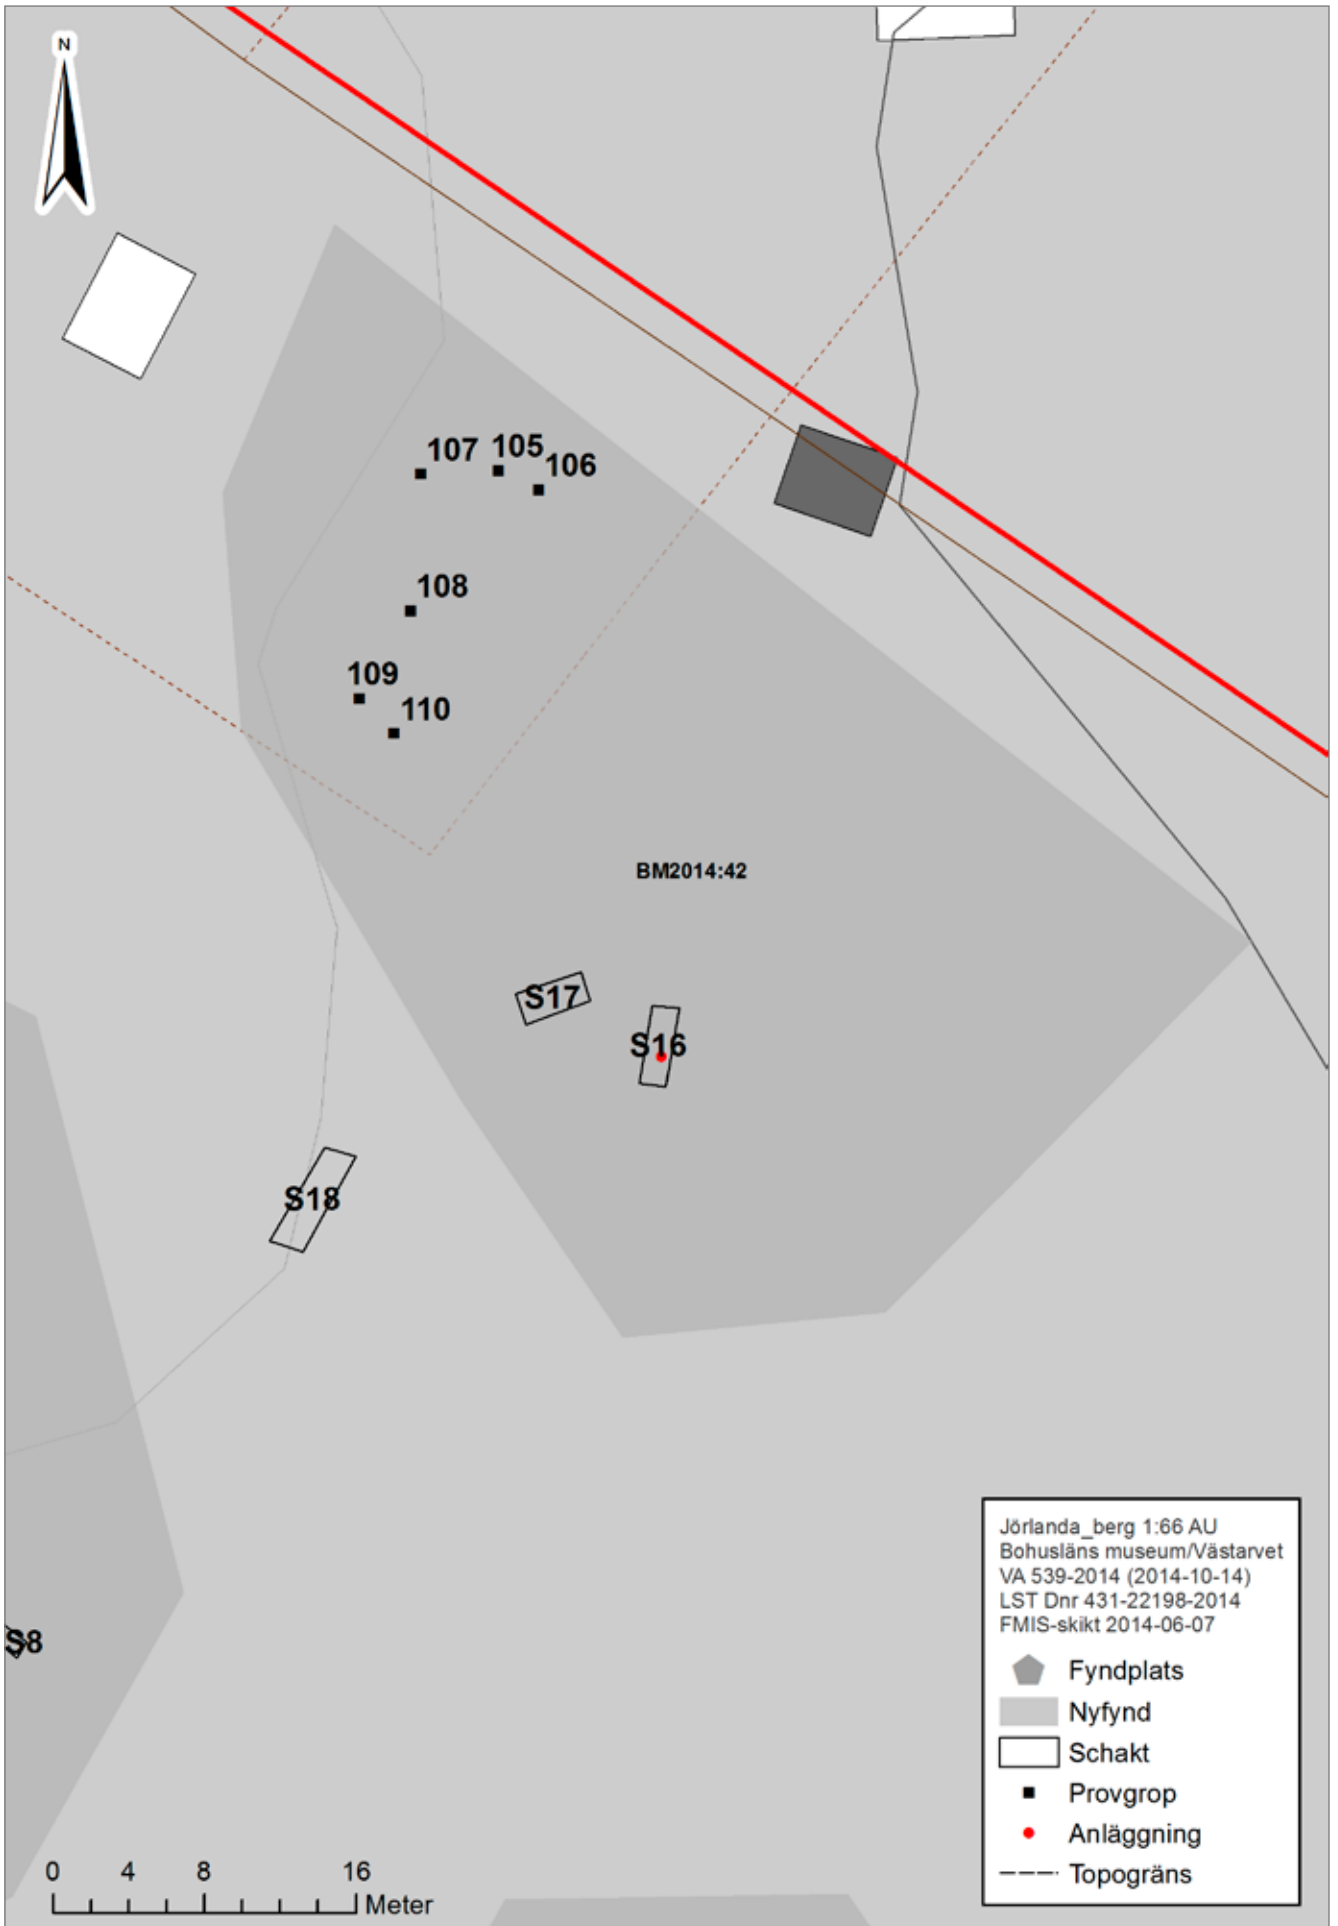 N
107
105
106
108
109
110
BM2014:42
S17
S16
S18
S8
Jörlanda_berg 1:66 AU
Bohusläns museum/Västarvet
VA 539-2014 (2014-10-14)
LST Dnr 431-22198-2014
FMIS-skikt 2014-06-07
Fyndplats
Nyfynd
Schakt
Provgrop
Anläggning
Topogräns
0 4 8 16
Meter